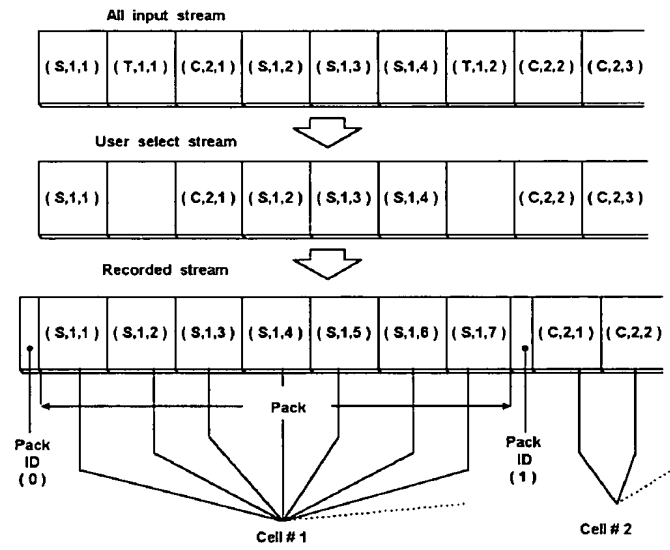 All input stream
( S,1,1 ) ( T,1,1 ) ( C,2,1 ) ( S,1,2 ) ( S,1,3 ) ( S,1,4 ) ( T,1,2 ) ( C,2,2 ) ( C,2,3 )
User select stream
( S,1,1 ) ( C,2,1 ) ( S,1,2 ) ( S,1,3 ) ( S,1,4 ) ( C,2,2 ) ( C,2,3 )
Recorded stream
( S,1,1 ) ( S,1,2 ) ( S,1,3 ) ( S,1,4 ) ( S,1,5 ) ( S,1,6 ) ( S,1,7 ) ( C,2,1 ) ( C,2,2 )
Pack
Pack
ID
( 0 )
Pack
ID
( 1 )
Cell # 1
Cell # 2